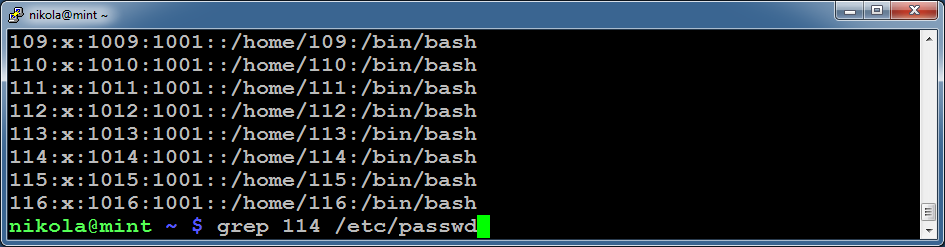 nikola@mint ~
109:x:1009:1001::/home/109:/bin/bash
110:x:1010:1001::/home/110:/bin/bash
111:x:1011:1001::/home/111:/bin/bash
112:x:1012:1001::/home/112:/bin/bash
113:x:1013:1001::/home/113:/bin/bash
114:x:1014:1001::/home/114:/bin/bash
115:x:1015:1001::/home/115:/bin/bash
116:x:1016:1001::/home/116:/bin/bash
nikola@mint ~ $ grep 114 /etc/passwd